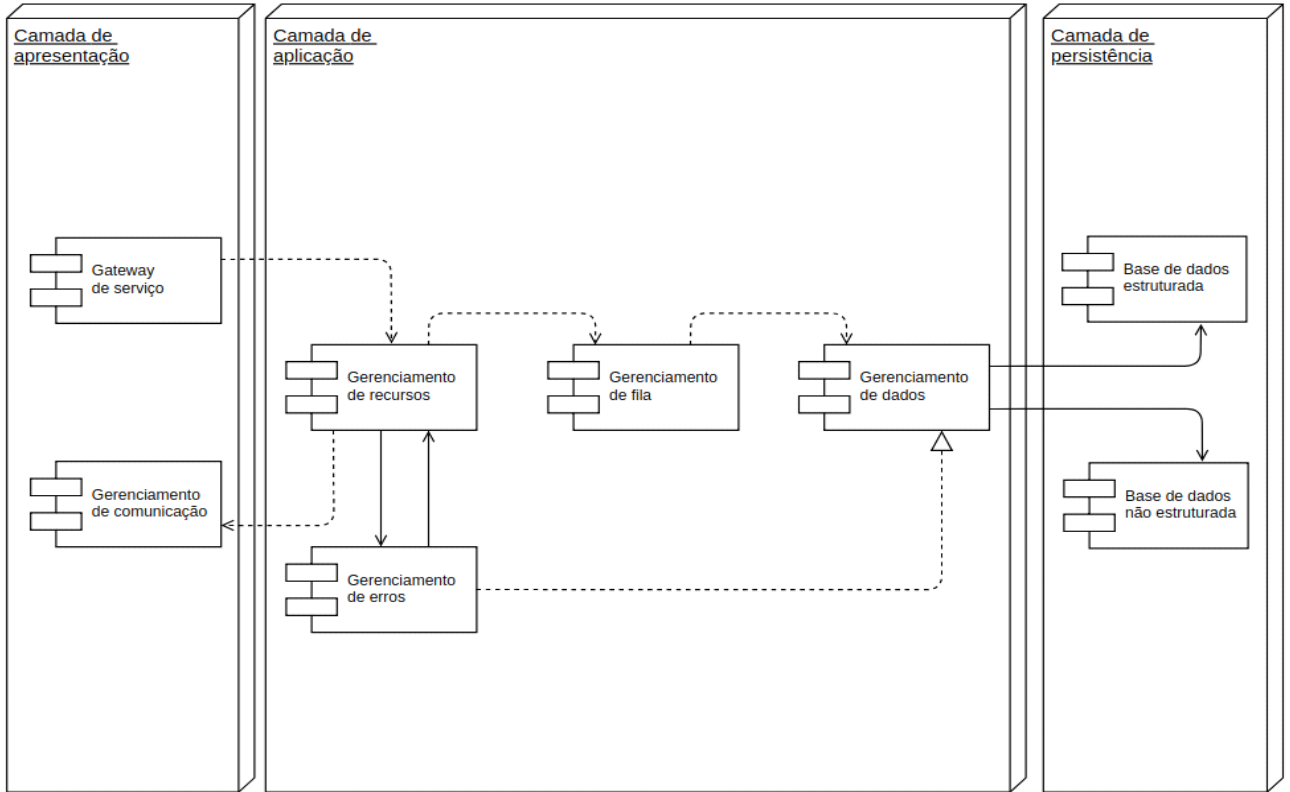 Camada de
apresentação
Camada de
aplicação
Camada de
persistência
Gateway
de serviço
Base de dados
estruturada
Gerenciamento
de recursos
Gerenciamento
de fila
Gerenciamento
de dados
Gerenciamento
de comunicação
Base de dados
não estruturada
Gerenciamento
de erros